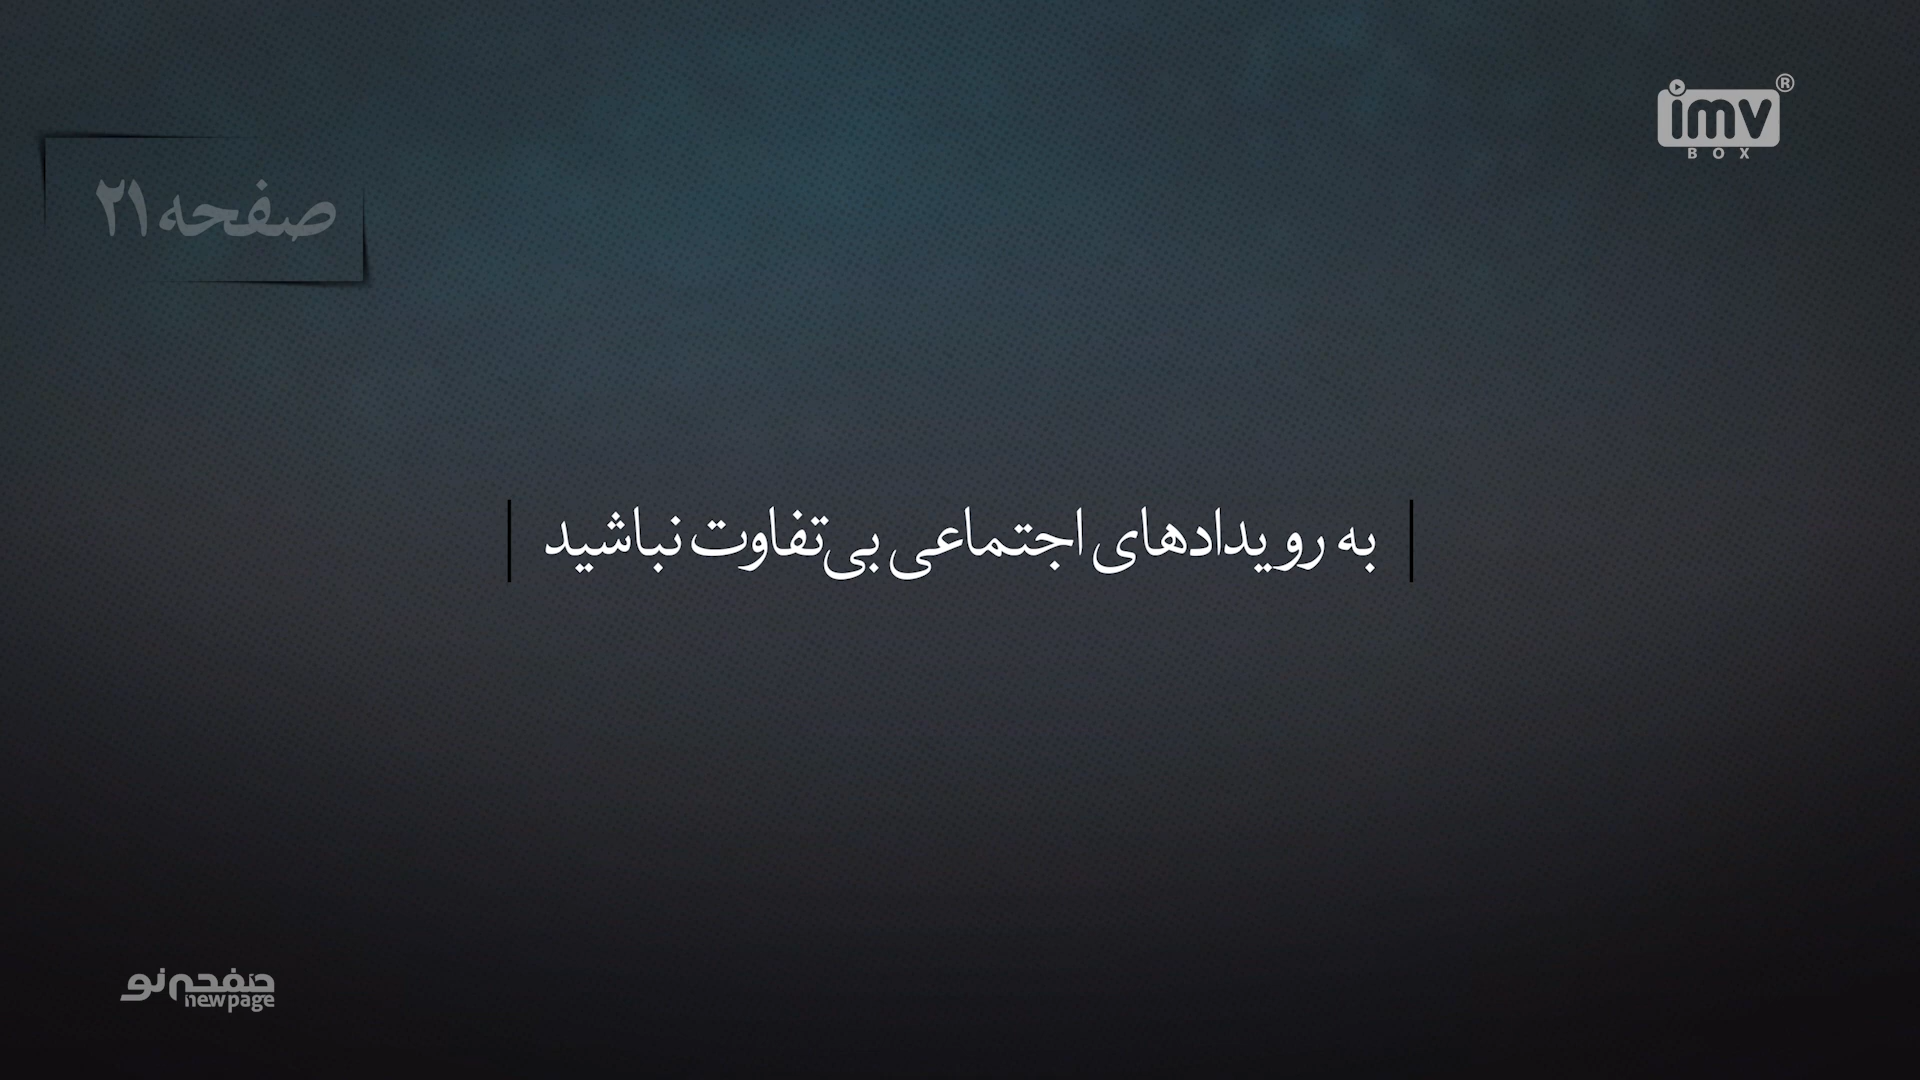 imv®
BOX
صفحه ۲۱
به رویدادهای اجتماعی بی‌تفاوت نباشید
صفحه نو
newpage